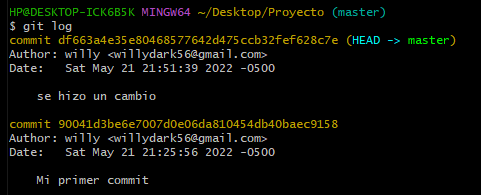 HP@DESKTOP-ICK6B5K MINGW64 ~/Desktop/Proyecto (master)
$ git log
commit df663a4e35e80468577642d475ccb32fef628c7e (HEAD -> master)
Author: willy <willydark56@gmail.com>
Date:   Sat May 21 21:51:39 2022 -0500
    se hizo un cambio
commit 90041d3be6e7007d0e06da810454db40baec9158
Author: willy <willydark56@gmail.com>
Date:   Sat May 21 21:25:56 2022 -0500
    Mi primer commit